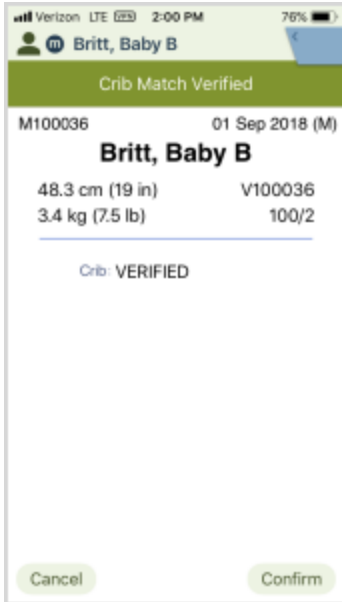 Verizon LTE VPN 2:00 PM 76%
m Britt, Baby B
Crib Match Verified
M100036 01 Sep 2018 (M)
Britt, Baby B
48.3 cm (19 in) V100036
3.4 kg (7.5 lb) 100/2
Crib: VERIFIED
Cancel Confirm